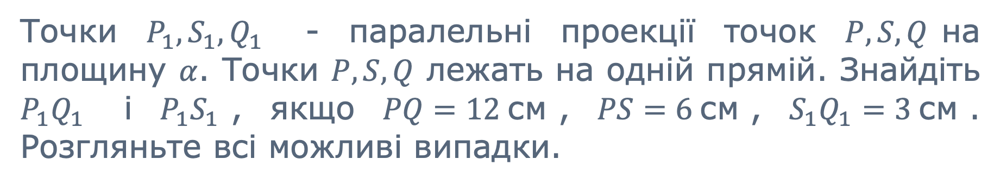 Точки P₁, S₁, Q₁ - паралельні проекції точок P, S, Q на
площину α. Точки P, S, Q лежать на одній прямій. Знайдіть
P₁Q₁ і P₁S₁ , якщо PQ = 12 см , PS = 6 см , S₁Q₁ = 3 см .
Розгляньте всі можливі випадки.